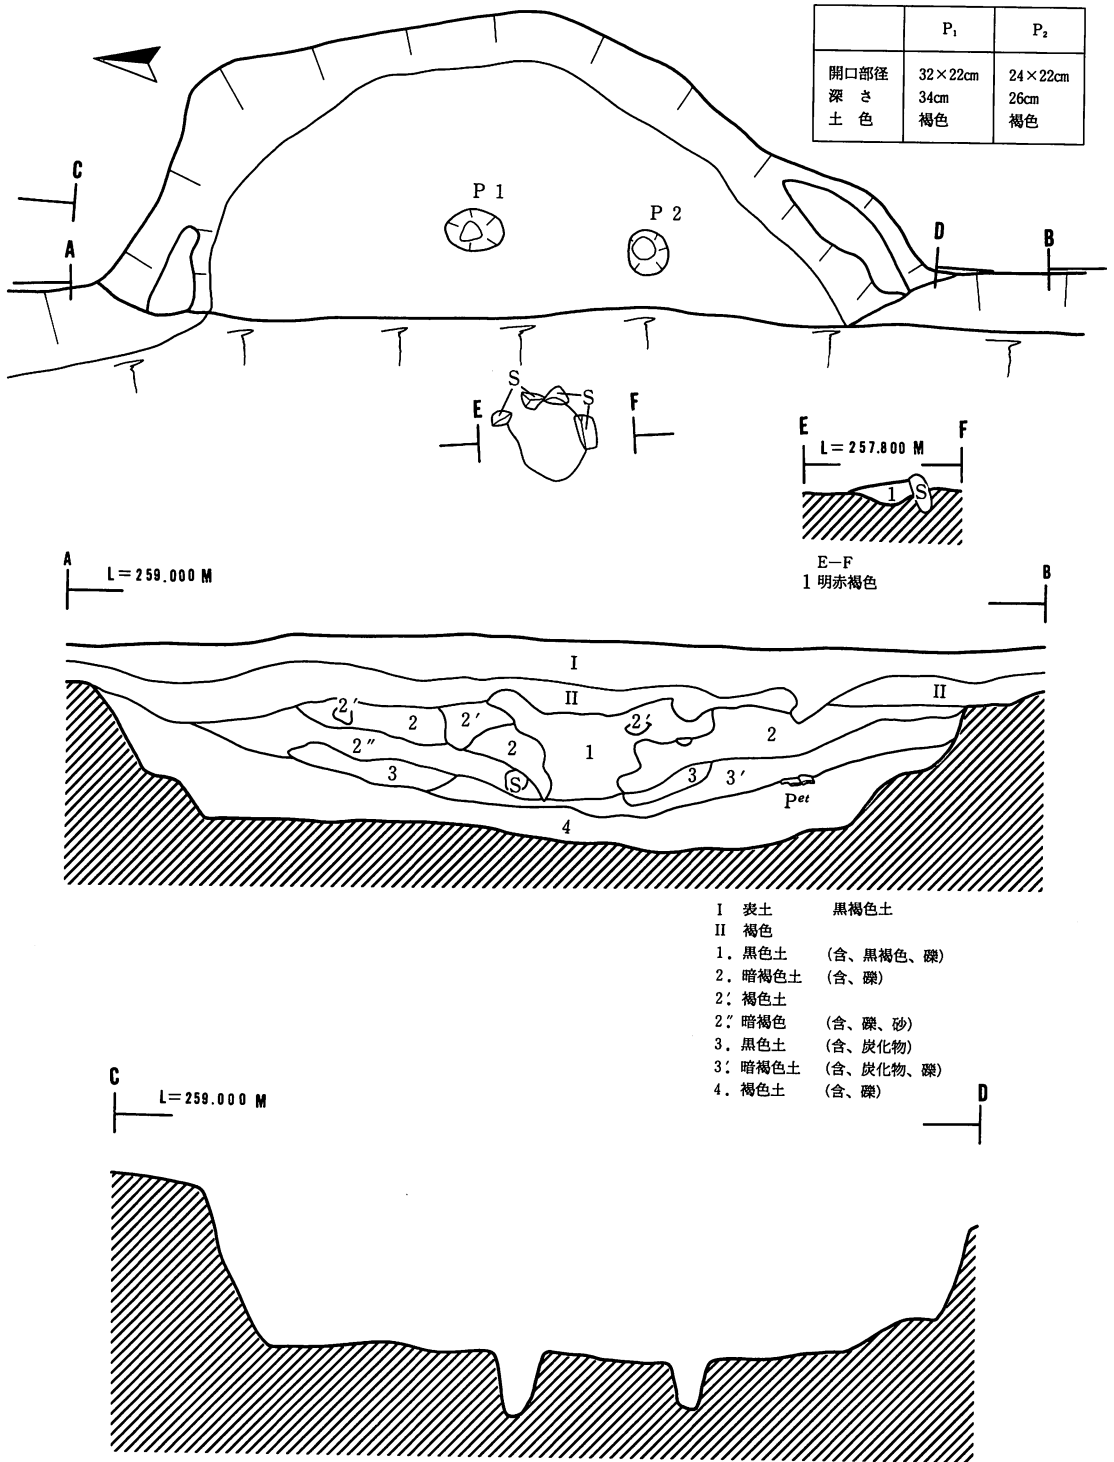 P₁ P₂
開口部径 32×22cm 24×22cm
深 さ 34cm 26cm
土 色 褐色 褐色
C
A
P 1
P 2
D
B
S
S
E
F
E
F
L=257.800 M
1
S
E−F
1 明赤褐色
A
L=259.000 M
B
I
II
II
2′
2
2′
2′
2
2″
2
1
3
S
3
3′
Pet
4
I 表土 黒褐色土
II 褐色
1. 黒色土 (含、黒褐色、礫)
2. 暗褐色土 (含、礫)
2′. 褐色土
2″. 暗褐色 (含、礫、砂)
3. 黒色土 (含、炭化物)
3′. 暗褐色土 (含、炭化物、礫)
4. 褐色土 (含、礫)
C
L=259.000 M
D